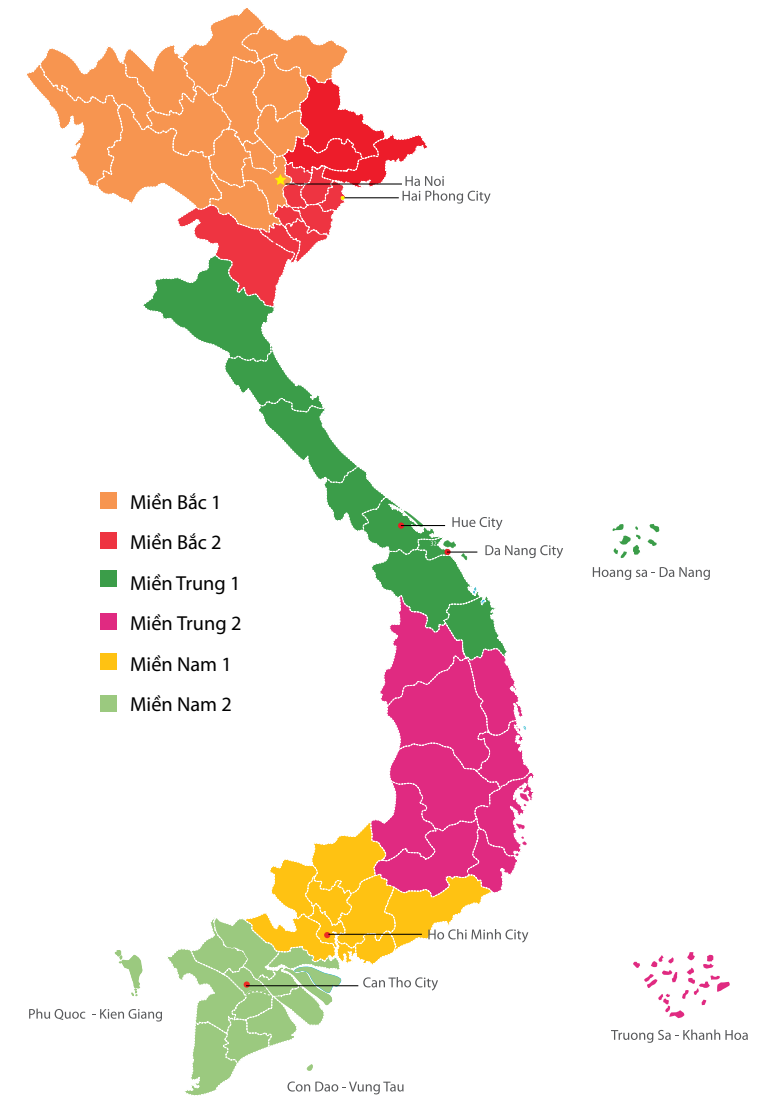 Ha Noi
Hai Phong City
Miền Bắc 1
Miền Bắc 2
Miền Trung 1
Miền Trung 2
Miền Nam 1
Miền Nam 2
Hue City
Da Nang City
Hoang sa - Da Nang
Ho Chi Minh City
Can Tho City
Phu Quoc - Kien Giang
Truong Sa - Khanh Hoa
Con Dao - Vung Tau